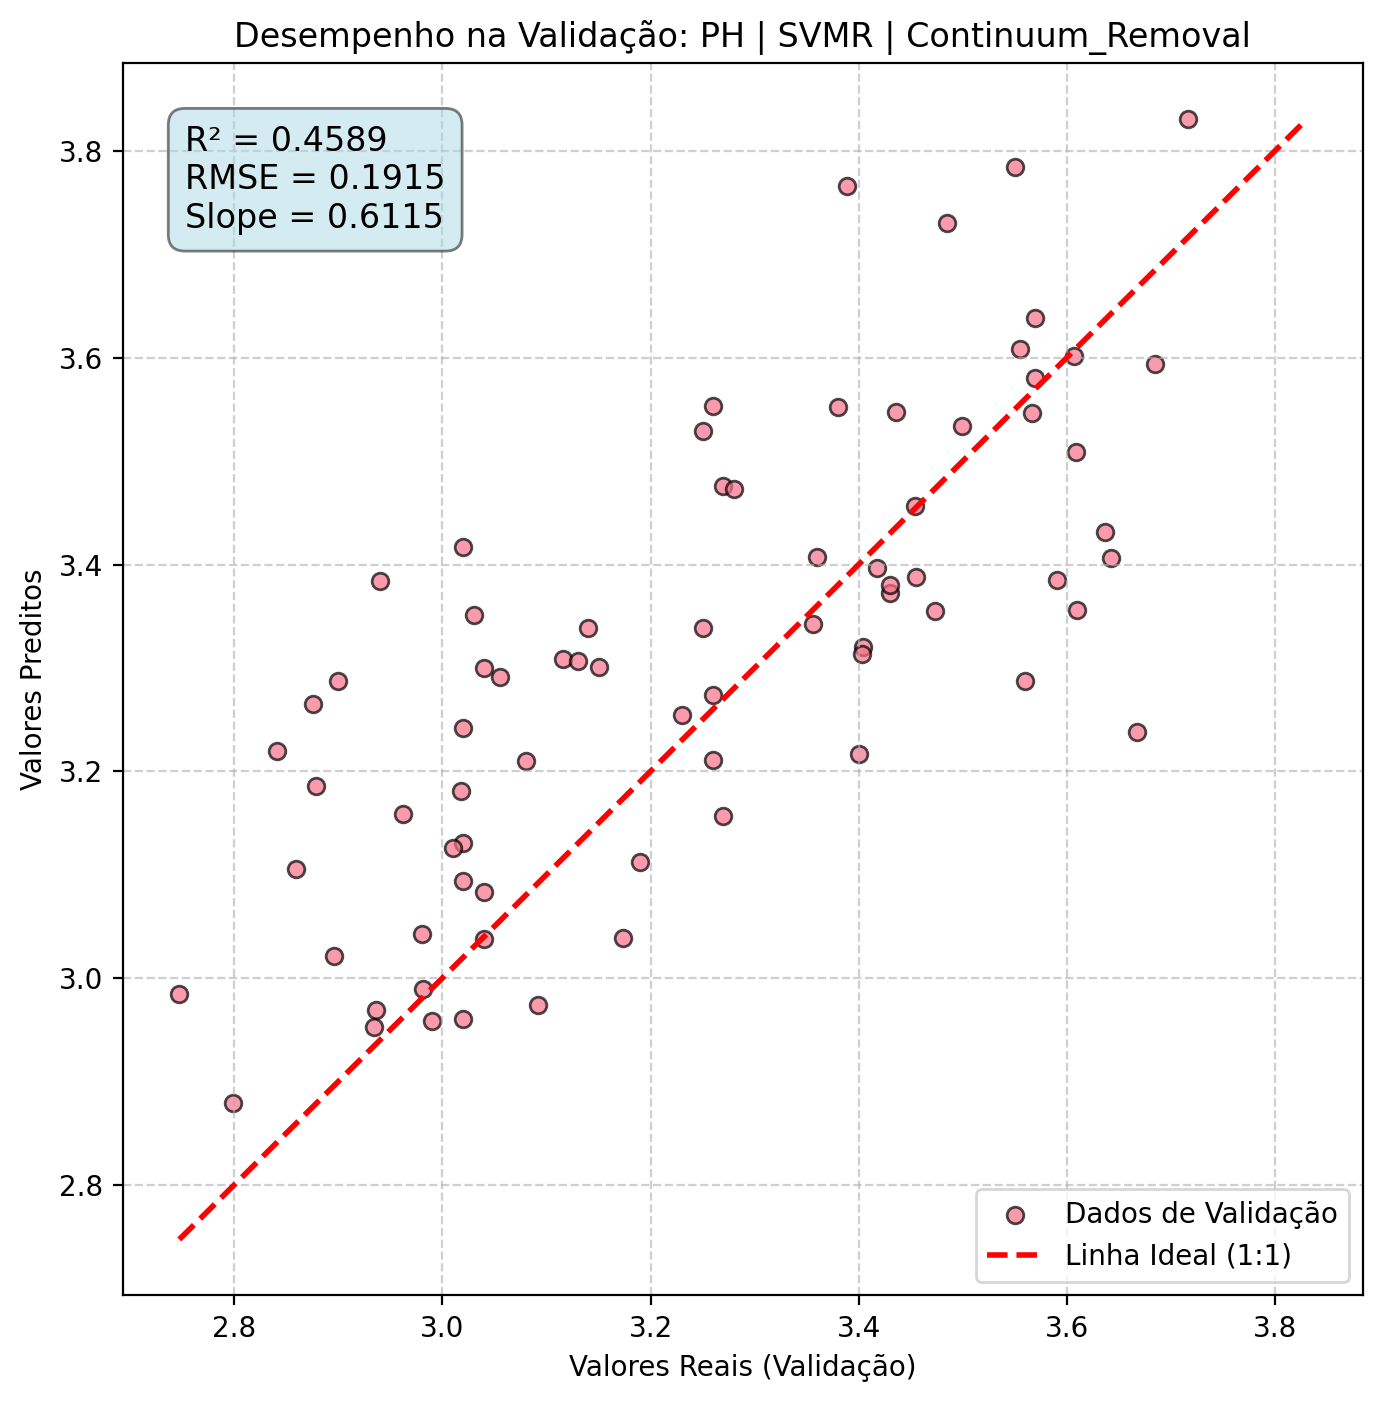 Desempenho na Validação: PH | SVMR | Continuum_Removal
R² = 0.4589
RMSE = 0.1915
Slope = 0.6115
Valores Preditos
3.8
3.6
3.4
3.2
3.0
2.8
Dados de Validação
Linha Ideal (1:1)
2.8 3.0 3.2 3.4 3.6 3.8
Valores Reais (Validação)